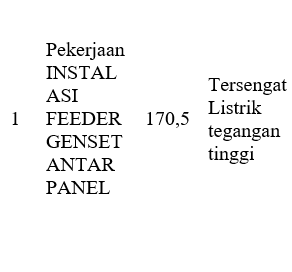 1
Pekerjaan
INSTAL
ASI
FEEDER
GENSET
ANTAR
PANEL
170,5
Tersengat
Listrik
tegangan
tinggi